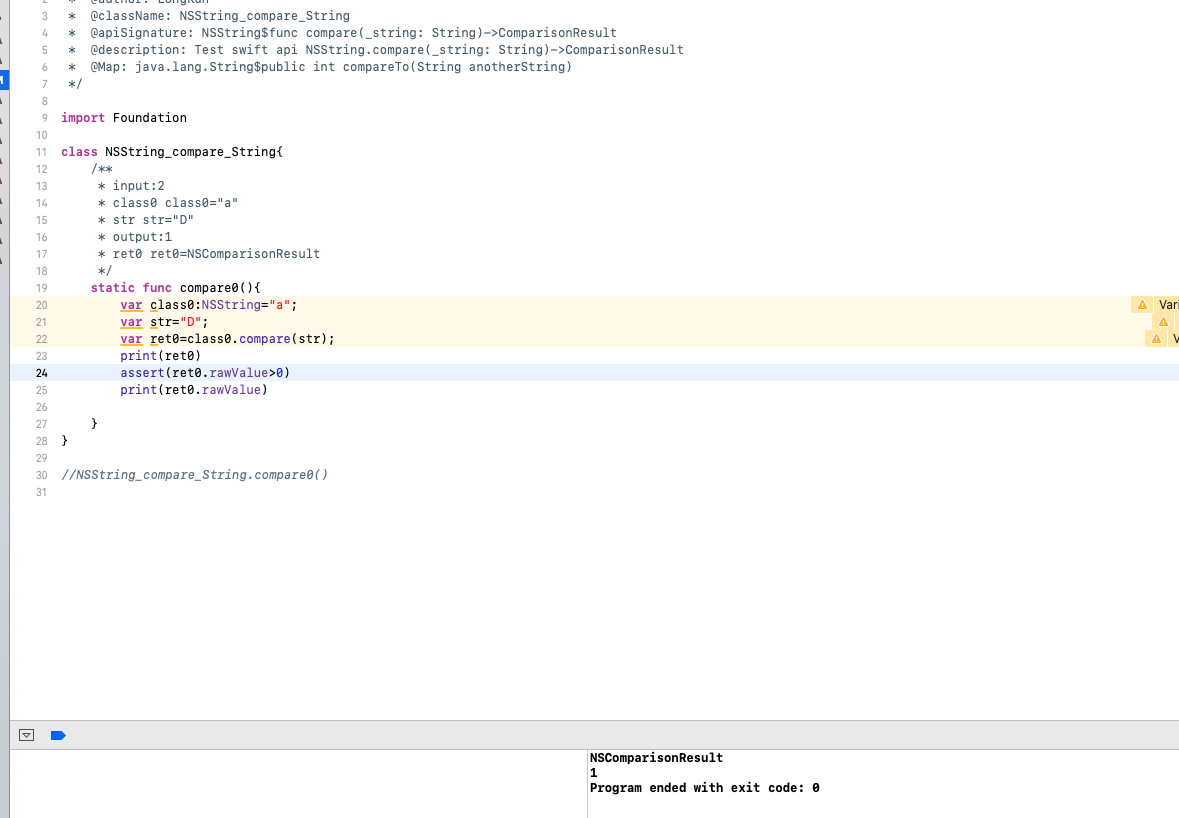 3 * @className: NSString_compare_String
4 * @apiSignature: NSString$func compare(_string: String)->ComparisonResult
5 * @description: Test swift api NSString.compare(_string: String)->ComparisonResult
6 * @Map: java.lang.String$public int compareTo(String anotherString)
7 */
8
9 import Foundation
10
11 class NSString_compare_String{
12 /**
13 * input:2
14 * class0 class0="a"
15 * str str="D"
16 * output:1
17 * ret0 ret0=NSComparisonResult
18 */
19 static func compare0(){
20 var class0:NSString="a";
21 var str="D";
22 var ret0=class0.compare(str);
23 print(ret0)
24 assert(ret0.rawValue>0)
25 print(ret0.rawValue)
26
27 }
28 }
29
30 //NSString_compare_String.compare0()
31
NSComparisonResult
1
Program ended with exit code: 0